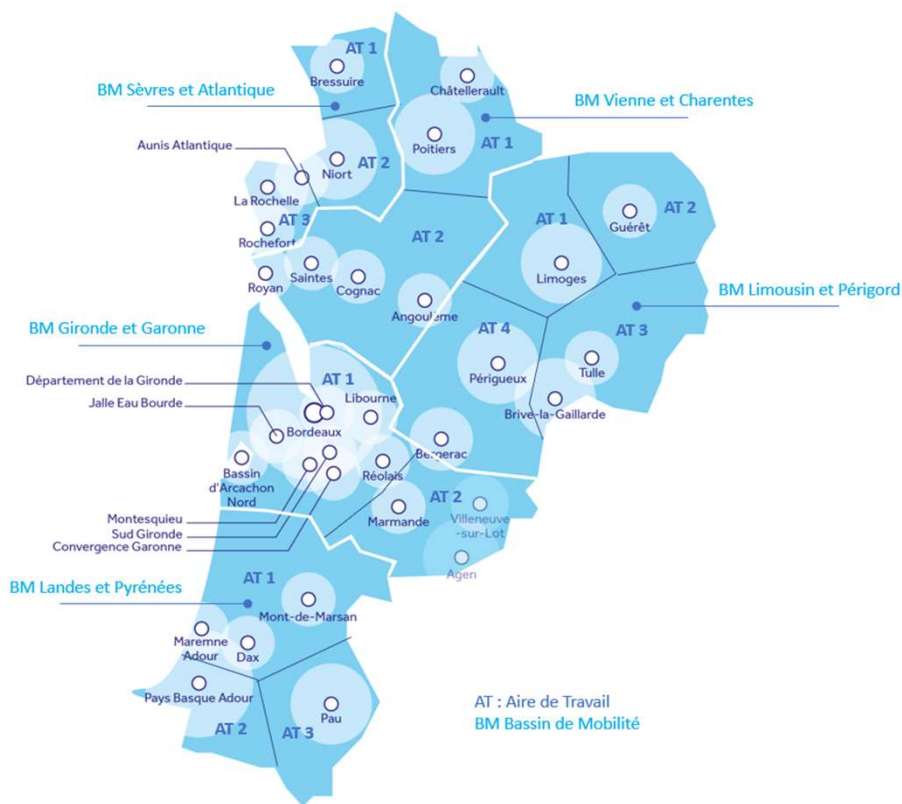 AT 1
Bressuire
Châtellerault
BM Sèvres et Atlantique
BM Vienne et Charentes
Poitiers
AT 1
Aunis Atlantique
Niort
AT 2
La Rochelle
AT 3
Rochefort
AT 2
AT 1
AT 2
Guéret
Royan
Saintes
Cognac
Limoges
Angoulême
BM Limousin et Périgord
BM Gironde et Garonne
AT 4
AT 3
Tulle
Périgueux
Brive-la-Gaillarde
Département de la Gironde
AT 1
Libourne
Jalle Eau Bourde
Bordeaux
Bergerac
Bassin
d'Arcachon
Nord
Réolais
AT 2
Marmande
Villeneuve
-sur-Lot
Montesquieu
Sud Gironde
Convergence Garonne
Agen
AT 1
BM Landes et Pyrénées
Mont-de-Marsan
Maremne
Adour
Dax
Pays Basque Adour
Pau
AT 2
AT 3
AT : Aire de Travail
BM Bassin de Mobilité